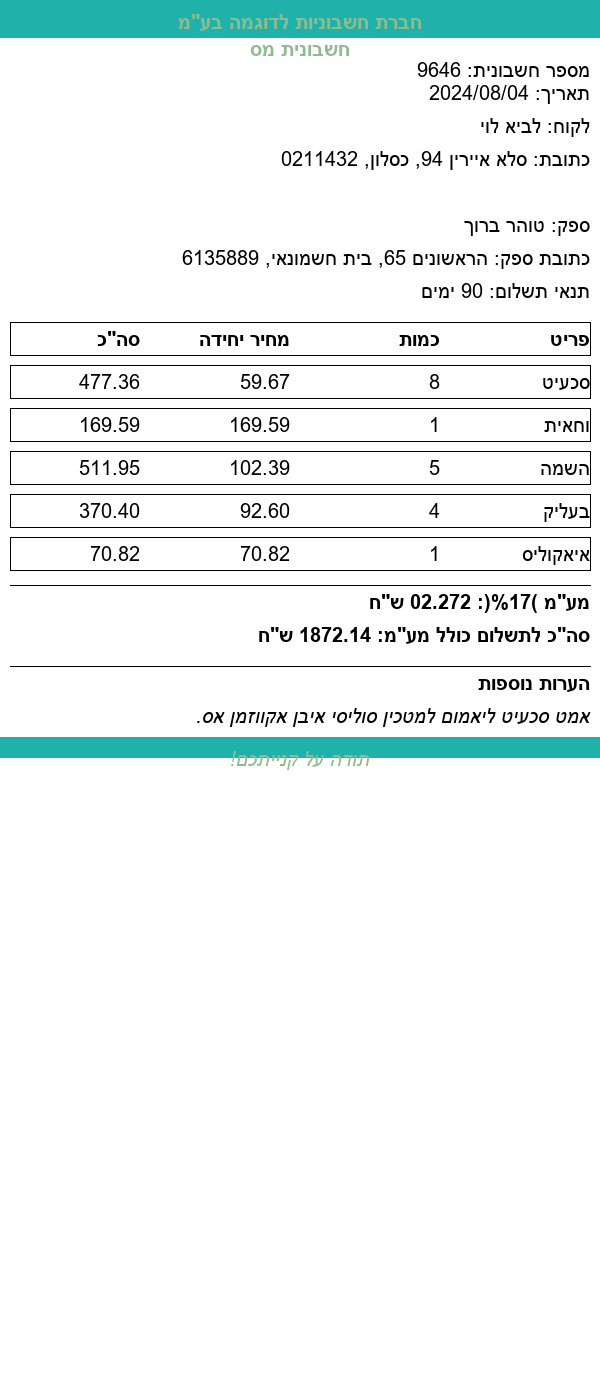 חברת חשבוניות לדוגמה בע"מ
חשבונית מס
מספר חשבונית: 9646
תאריך: 2024/08/04
לקוח: לביא לוי
כתובת: סלא איירין 94, כסלון, 0211432
ספק: טוהר ברוך
כתובת ספק: הראשונים 65, בית חשמונאי, 6135889
תנאי תשלום: 90 ימים
פריט כמות מחיר יחידה סה"כ
סכעיט 8 59.67 477.36
וחאית 1 169.59 169.59
השמה 5 102.39 511.95
בעליק 4 92.60 370.40
איאקוליס 1 70.82 70.82
מע"מ )17%(: 02.272 ש"ח
סה"כ לתשלום כולל מע"מ: 1872.14 ש"ח
הערות נוספות
אמט סכעיט ליאמום למטכין סוליסי איבן אקווזמן אס.
תודה על קנייתכם!